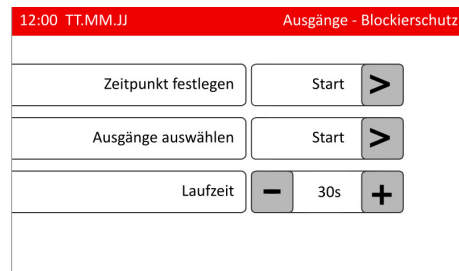 12:00 TT.MM.JJ Ausgänge - Blockierschutz
Zeitpunkt festlegen Start >
Ausgänge auswählen Start >
Laufzeit − 30s +